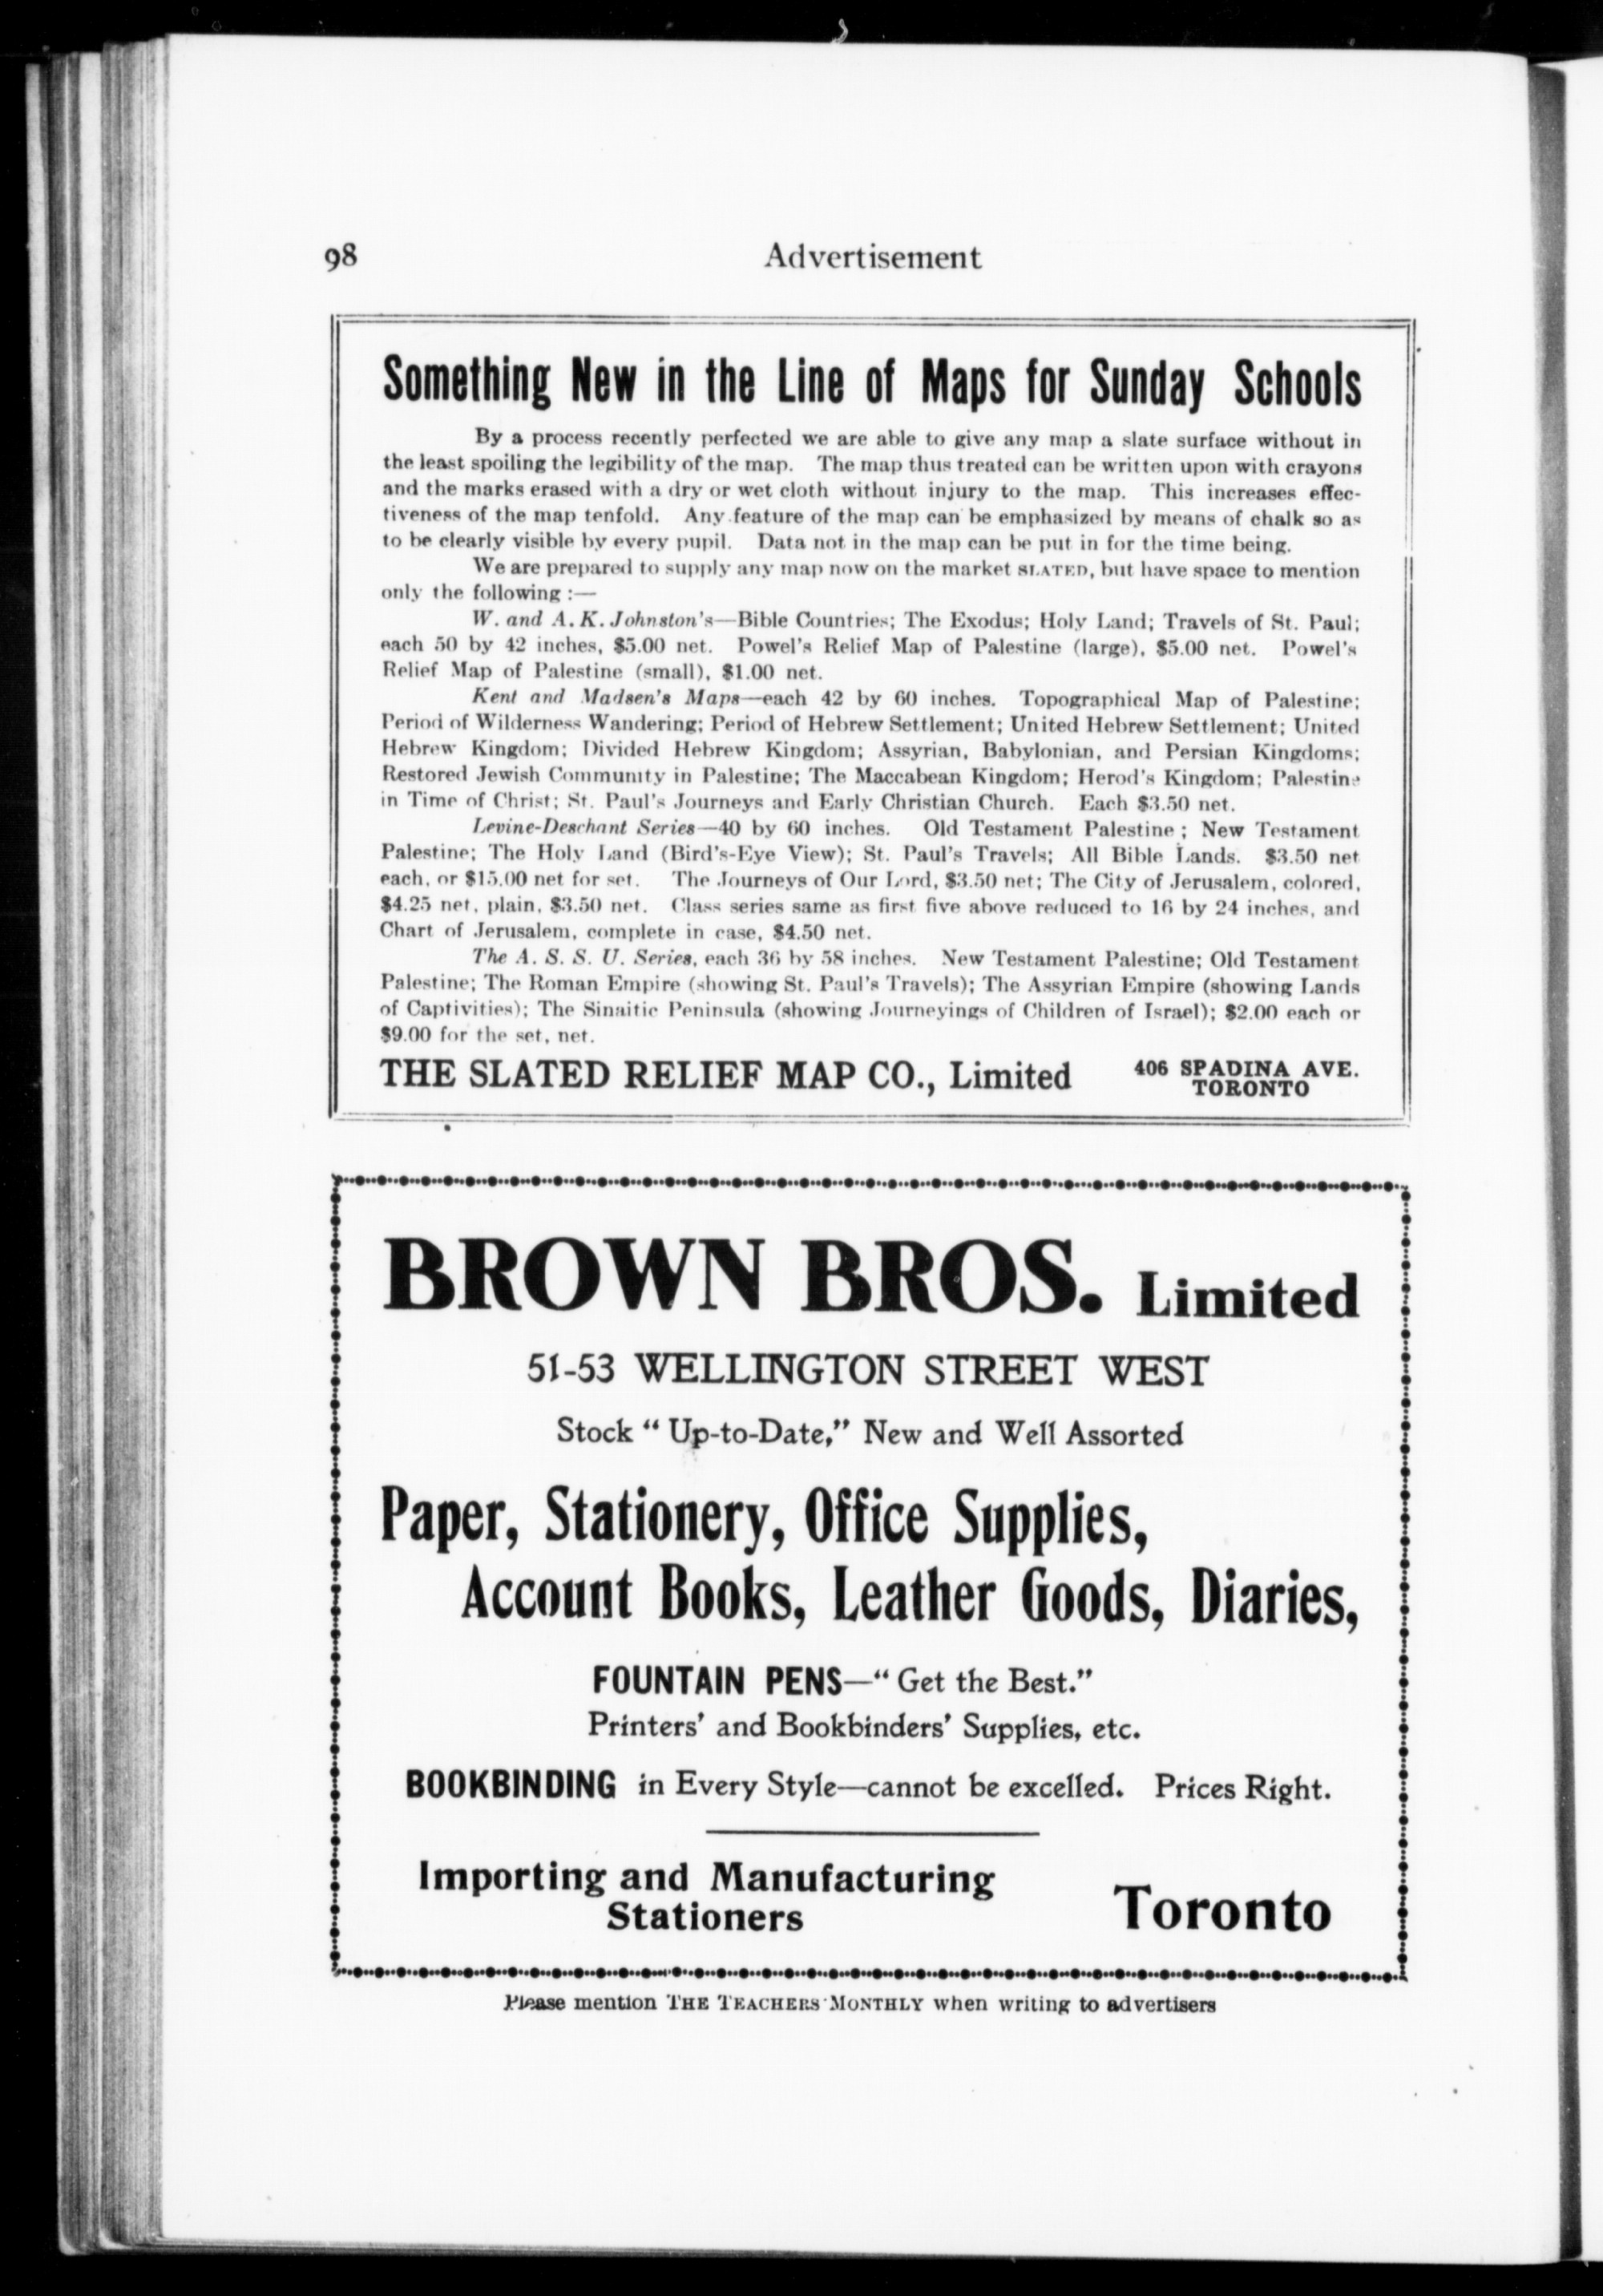 98
Advertisement
Something New in the Line of Maps for Sunday Schools
By a process recently perfected we are able to give any map a slate surface without in
the least spoiling the legibility of the map. The map thus treated can be written upon with crayons
and the marks erased with a dry or wet cloth without injury to the map. This increases effec-
tiveness of the map tenfold. Any feature of the map can be emphasized by means of chalk so as
to be clearly visible by every pupil. Data not in the map can be put in for the time being.
We are prepared to supply any map now on the market SLATED, but have space to mention
only the following :—
W. and A. K. Johnston's—Bible Countries; The Exodus; Holy Land; Travels of St. Paul;
each 50 by 42 inches, $5.00 net. Powel's Relief Map of Palestine (large), $5.00 net. Powel's
Relief Map of Palestine (small), $1.00 net.
Kent and Madsen's Maps—each 42 by 60 inches. Topographical Map of Palestine;
Period of Wilderness Wandering; Period of Hebrew Settlement; United Hebrew Settlement; United
Hebrew Kingdom; Divided Hebrew Kingdom; Assyrian, Babylonian, and Persian Kingdoms;
Restored Jewish Community in Palestine; The Maccabean Kingdom; Herod's Kingdom; Palestine
in Time of Christ; St. Paul's Journeys and Early Christian Church. Each $3.50 net.
Levine-Deschant Series—40 by 60 inches. Old Testament Palestine ; New Testament
Palestine; The Holy Land (Bird's-Eye View); St. Paul's Travels; All Bible Lands. $3.50 net
each, or $15.00 net for set. The Journeys of Our Lord, $3.50 net; The City of Jerusalem, colored,
$4.25 net, plain, $3.50 net. Class series same as first five above reduced to 16 by 24 inches, and
Chart of Jerusalem, complete in case, $4.50 net.
The A. S. S. U. Series, each 36 by 58 inches. New Testament Palestine; Old Testament
Palestine; The Roman Empire (showing St. Paul's Travels); The Assyrian Empire (showing Lands
of Captivities); The Sinaitic Peninsula (showing Journeyings of Children of Israel); $2.00 each or
$9.00 for the set, net.
THE SLATED RELIEF MAP CO., Limited
406 SPADINA AVE.
TORONTO
BROWN BROS. Limited
51-53 WELLINGTON STREET WEST
Stock "Up-to-Date," New and Well Assorted
Paper, Stationery, Office Supplies,
Account Books, Leather Goods, Diaries,
FOUNTAIN PENS—"Get the Best."
Printers' and Bookbinders' Supplies, etc.
BOOKBINDING in Every Style—cannot be excelled. Prices Right.
Importing and Manufacturing
Stationers
Toronto
Please mention THE TEACHERS MONTHLY when writing to advertisers